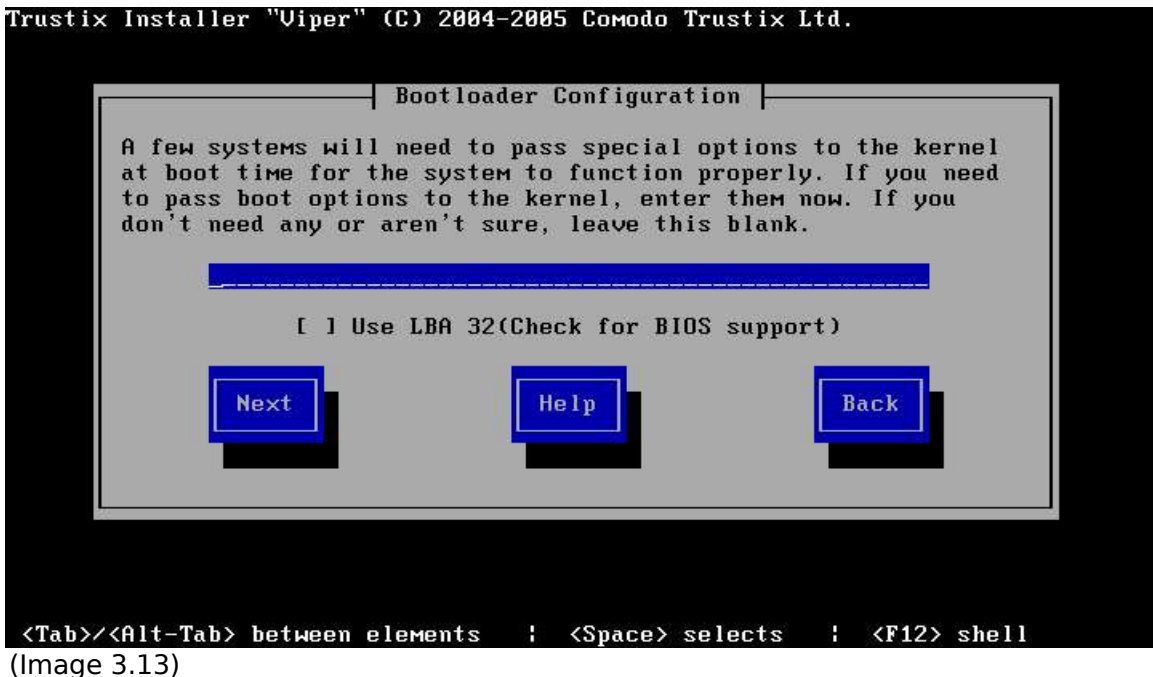 Trustix Installer "Viper" (C) 2004-2005 Comodo Trustix Ltd.
Bootloader Configuration
A few systems will need to pass special options to the kernel
at boot time for the system to function properly. If you need
to pass boot options to the kernel, enter them now. If you
don't need any or aren't sure, leave this blank.
[ ] Use LBA 32(Check for BIOS support)
Next Help Back
<Tab>/<Alt-Tab> between elements ¦ <Space> selects ¦ <F12> shell
(Image 3.13)